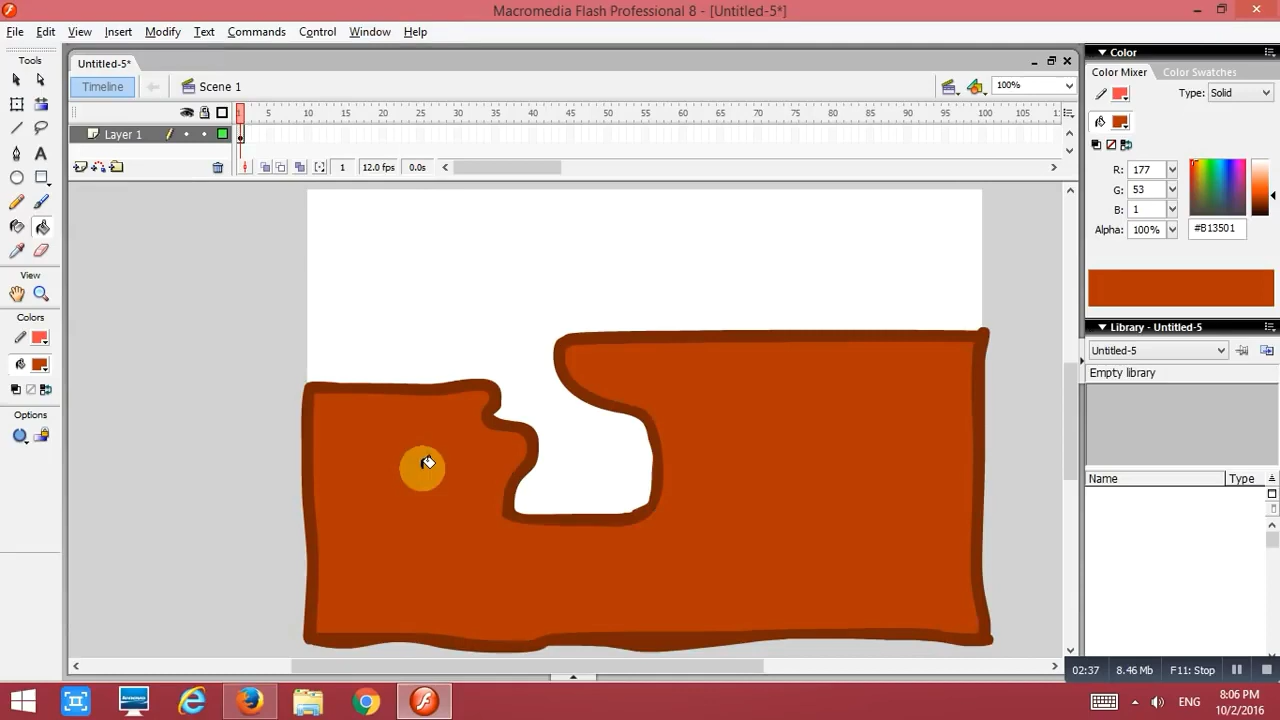 Macromedia Flash Professional 8 - [Untitled-5*]
File Edit View Insert Modify Text Commands Control Window Help
Tools
Untitled-5*
Timeline
Scene 1
100%
5 10 15 20 25 30 35 40 45 50 55 60 65 70 75 80 85 90 95 100 105
Layer 1
1 12.0 fps 0.0s
View
Colors
Options
Color
Color Mixer Color Swatches
Type: Solid
R: 177
G: 53
B: 1
Alpha: 100% #B13501
Library - Untitled-5
Untitled-5
Empty library
Name Type
02:37 8.46 Mb F11: Stop
Lenovo
ENG
8:06 PM
10/2/2016